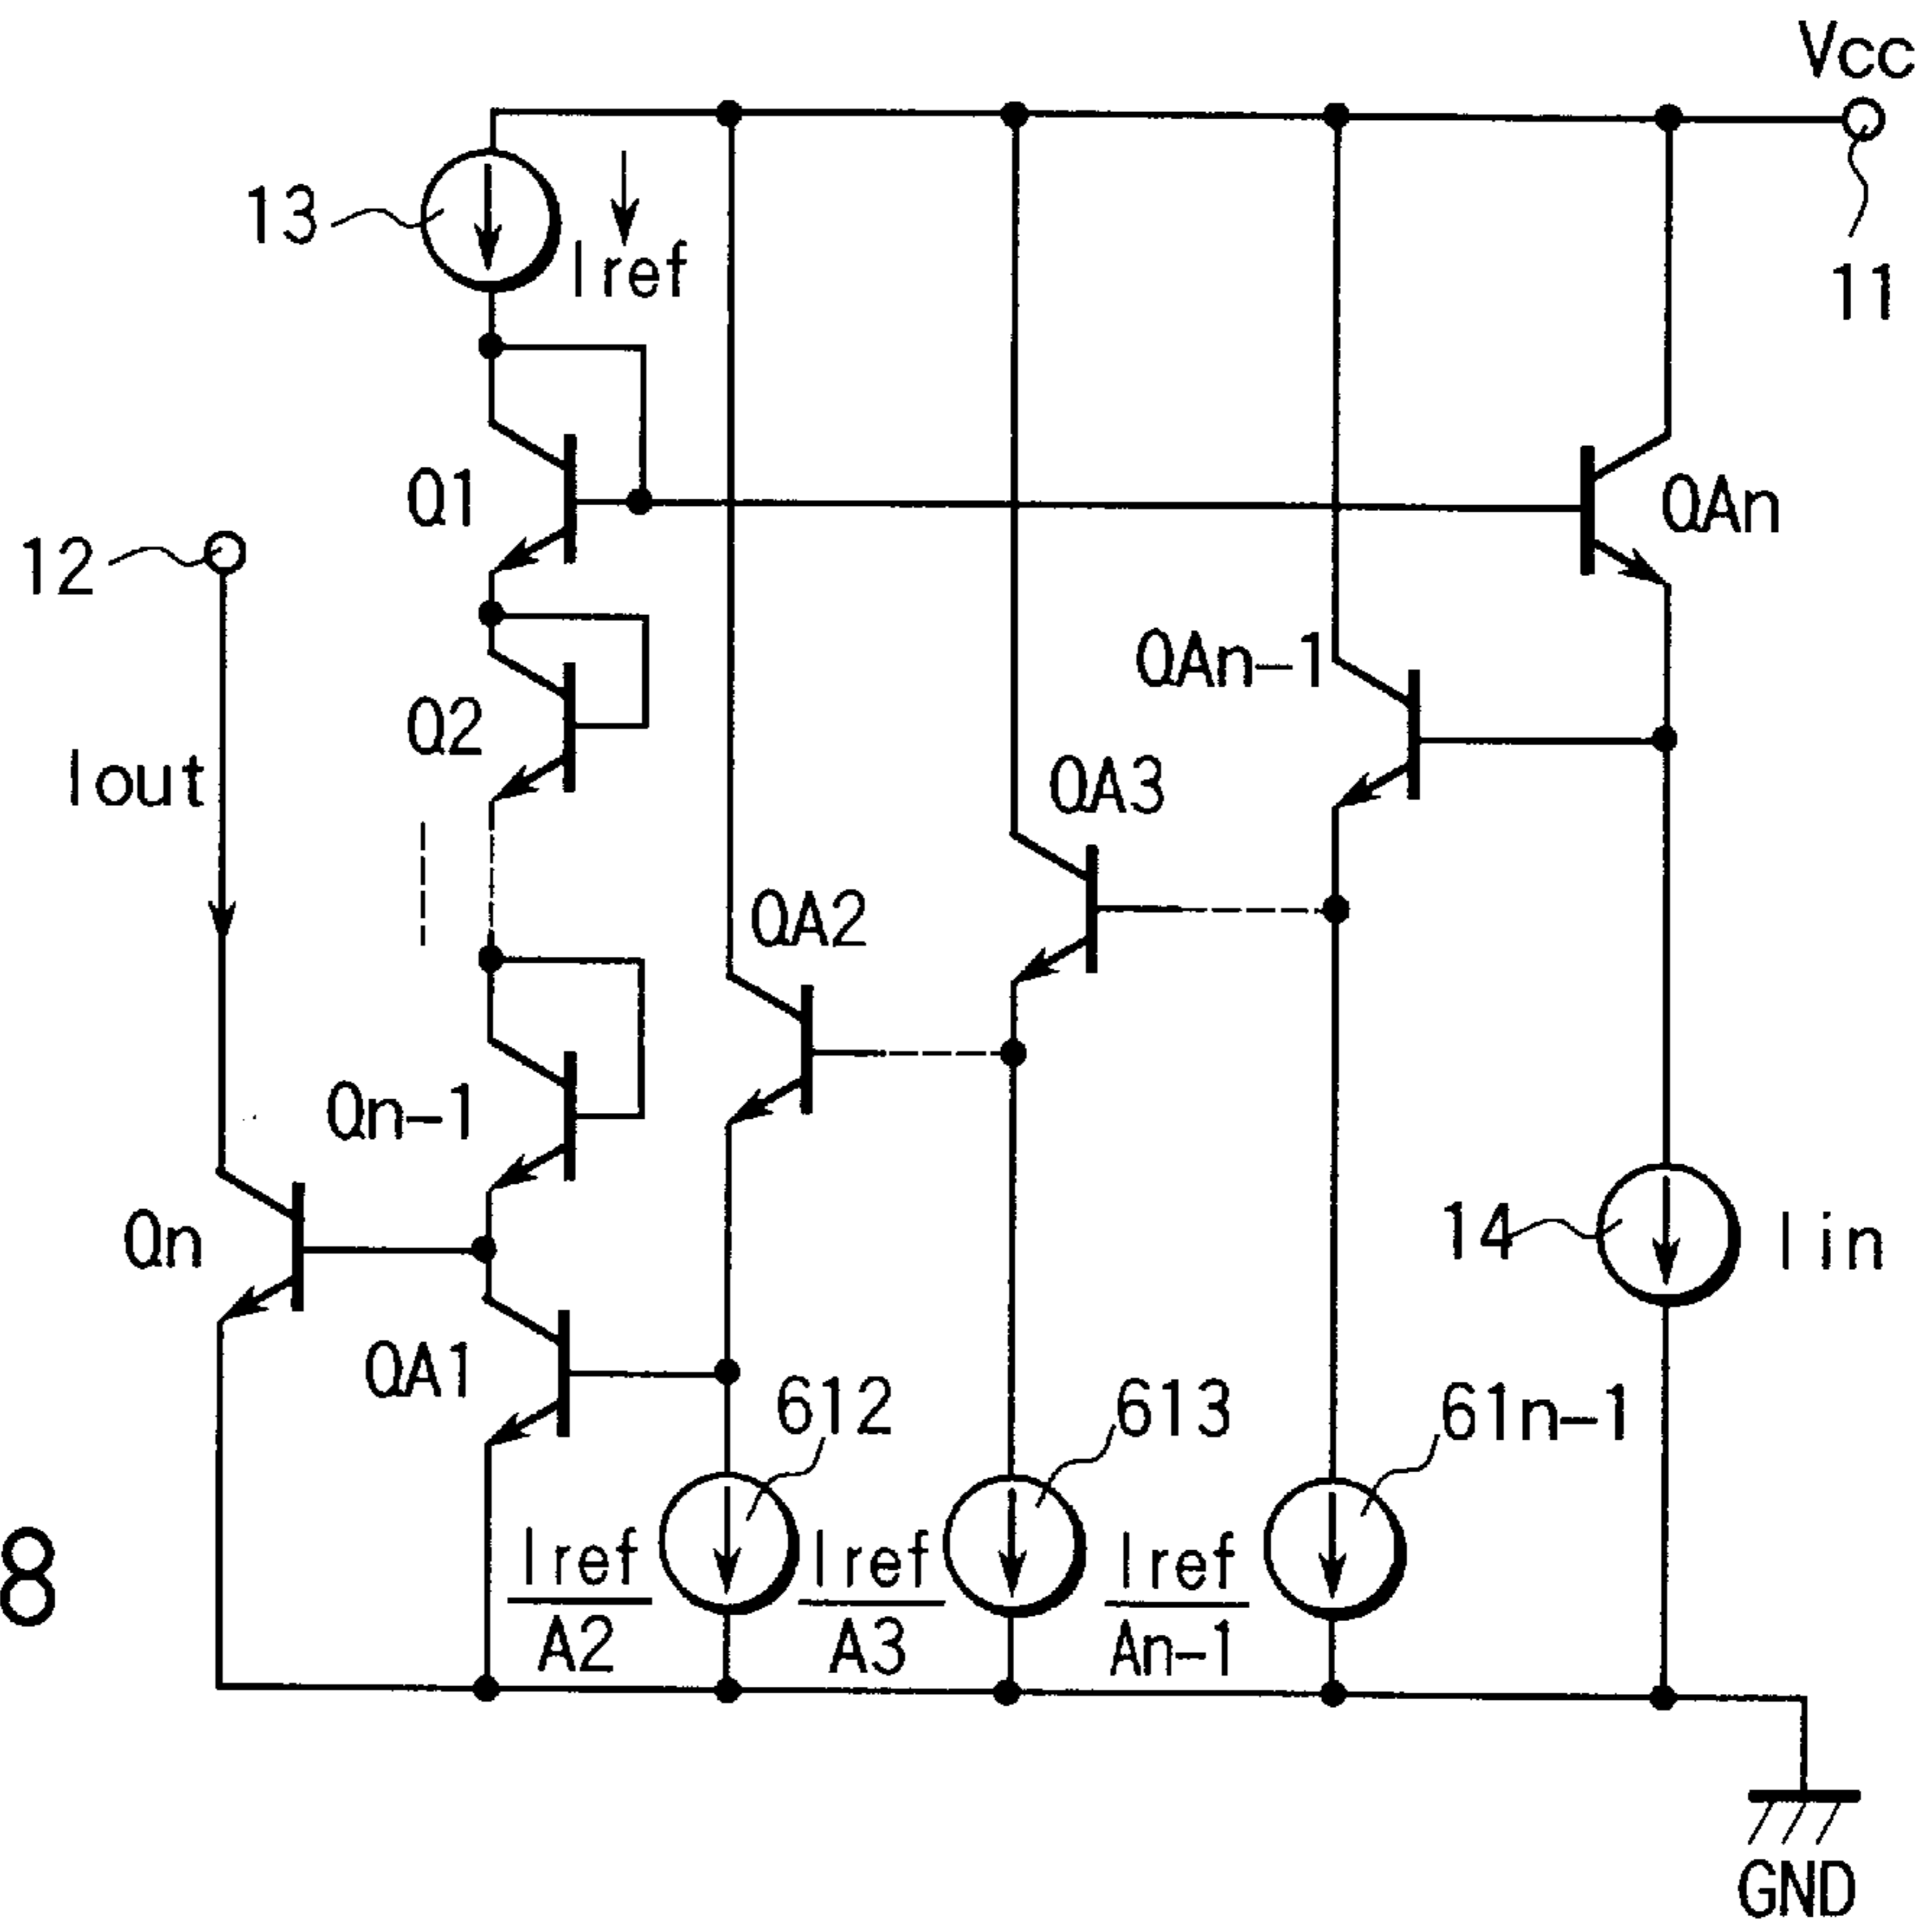 Vcc
13
Iref
11
Q1
QAn
12
QAn-1
Q2
Iout
QA3
QA2
Qn-1
Qn
14
Iin
QA1
612
613
61n-1
8
Iref
A2
Iref
A3
Iref
An-1
GND